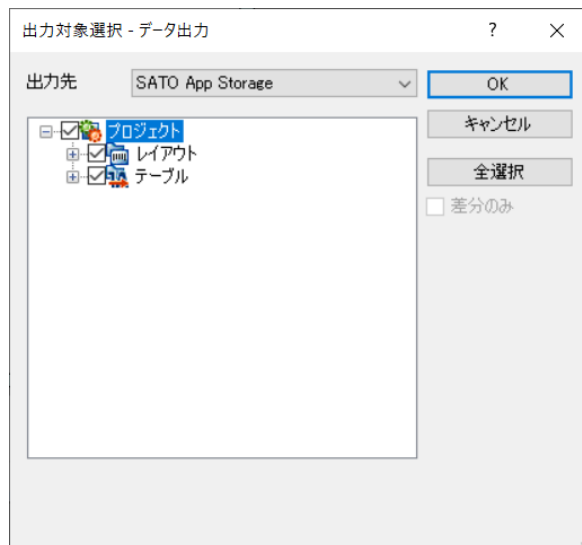 出力対象選択 - データ出力
?
出力先
SATO App Storage
OK
キャンセル
全選択
差分のみ
プロジェクト
レイアウト
テーブル